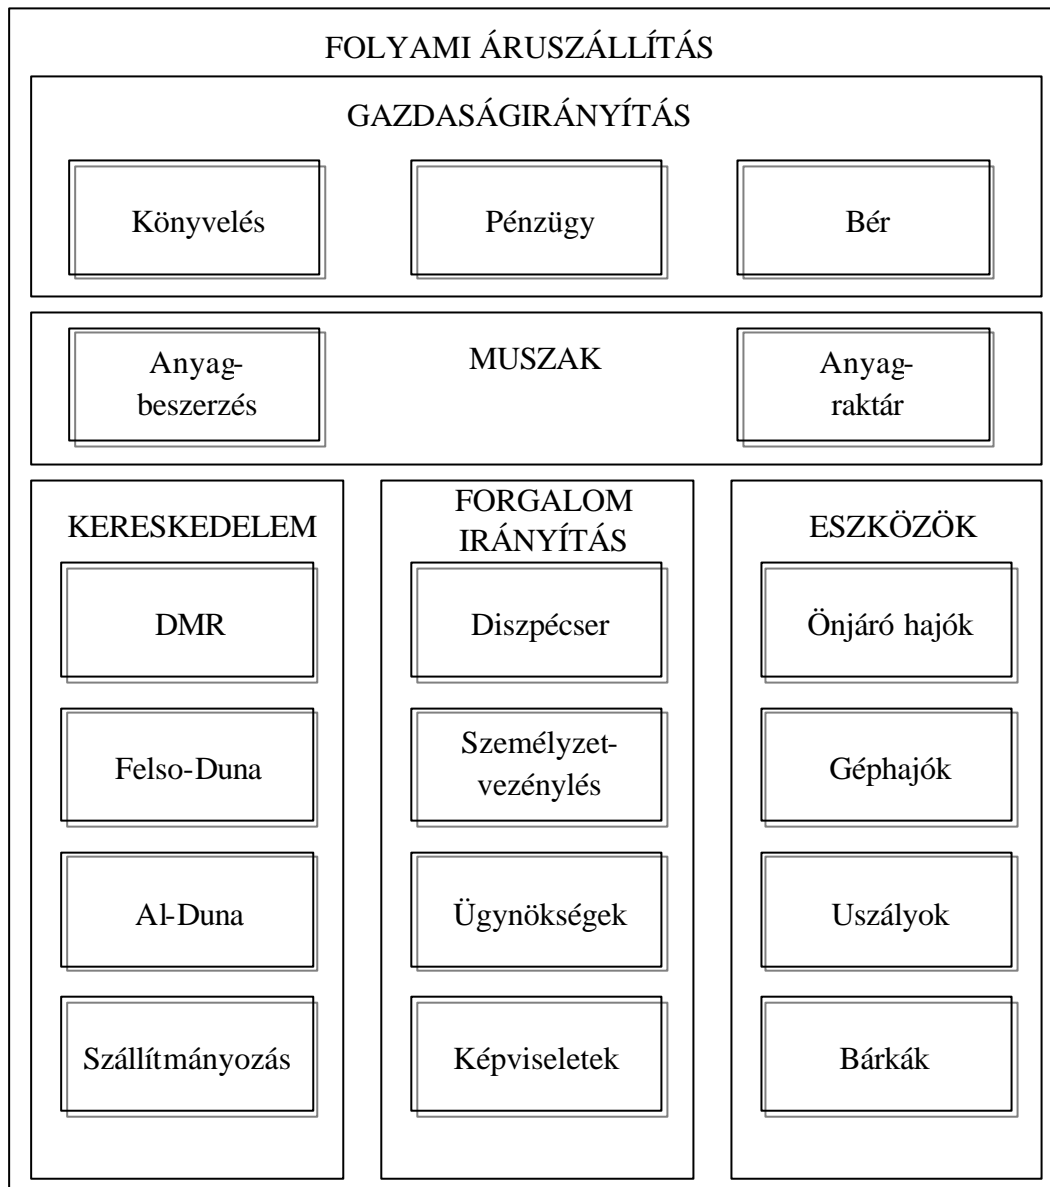 FOLYAMI ÁRUSZÁLLÍTÁS
GAZDASÁGIRÁNYÍTÁS
Könyvelés
Pénzügy
Bér
Anyag-
beszerzés
MUSZAK
Anyag-
raktár
KERESKEDELEM
DMR
Felso-Duna
Al-Duna
Szállítmányozás
FORGALOM
IRÁNYÍTÁS
Diszpécser
Személyzet-
vezénylés
Ügynökségek
Képviseletek
ESZKÖZÖK
Önjáró hajók
Géphajók
Uszályok
Bárkák